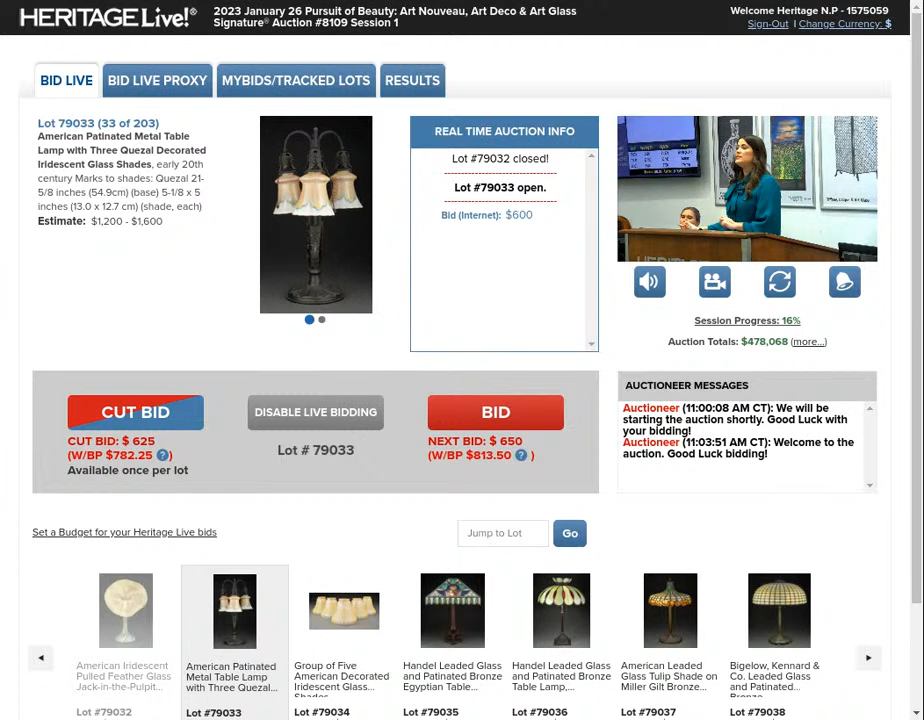 HERITAGE Live!®
2023 January 26 Pursuit of Beauty: Art Nouveau, Art Deco & Art Glass
Signature® Auction #8109 Session 1
Welcome Heritage N.P - 1575059
Sign-Out | Change Currency: $
BID LIVE
BID LIVE PROXY
MYBIDS/TRACKED LOTS
RESULTS
Lot 79033 (33 of 203)
American Patinated Metal Table
Lamp with Three Quezal Decorated
Iridescent Glass Shades, early 20th
century Marks to shades: Quezal 21-
5/8 inches (54.9cm) (base) 5-1/8 x 5
inches (13.0 x 12.7 cm) (shade, each)
Estimate: $1,200 - $1,600
REAL TIME AUCTION INFO
Lot #79032 closed!
Lot #79033 open.
Bid (Internet): $600
Session Progress: 16%
Auction Totals: $478,068 (more...)
CUT BID
CUT BID: $ 625
(W/BP $782.25 ?)
Available once per lot
DISABLE LIVE BIDDING
Lot # 79033
BID
NEXT BID: $ 650
(W/BP $813.50 ? )
AUCTIONEER MESSAGES
Auctioneer (11:00:08 AM CT): We will be
starting the auction shortly. Good Luck with
your bidding!
Auctioneer (11:03:51 AM CT): Welcome to the
auction. Good Luck bidding!
Set a Budget for your Heritage Live bids
Jump to Lot
Go
American Iridescent
Pulled Feather Glass
Jack-in-the-Pulpit...
Lot #79032
American Patinated
Metal Table Lamp
with Three Quezal...
Lot #79033
Group of Five
American Decorated
Iridescent Glass...
Shades
Lot #79034
Handel Leaded Glass
and Patinated Bronze
Egyptian Table...
Lot #79035
Handel Leaded Glass
and Patinated Bronze
Table Lamp,...
Lot #79036
American Leaded
Glass Tulip Shade on
Miller Gilt Bronze...
Lot #79037
Bigelow, Kennard &
Co. Leaded Glass
and Patinated
Bronze...
Lot #79038